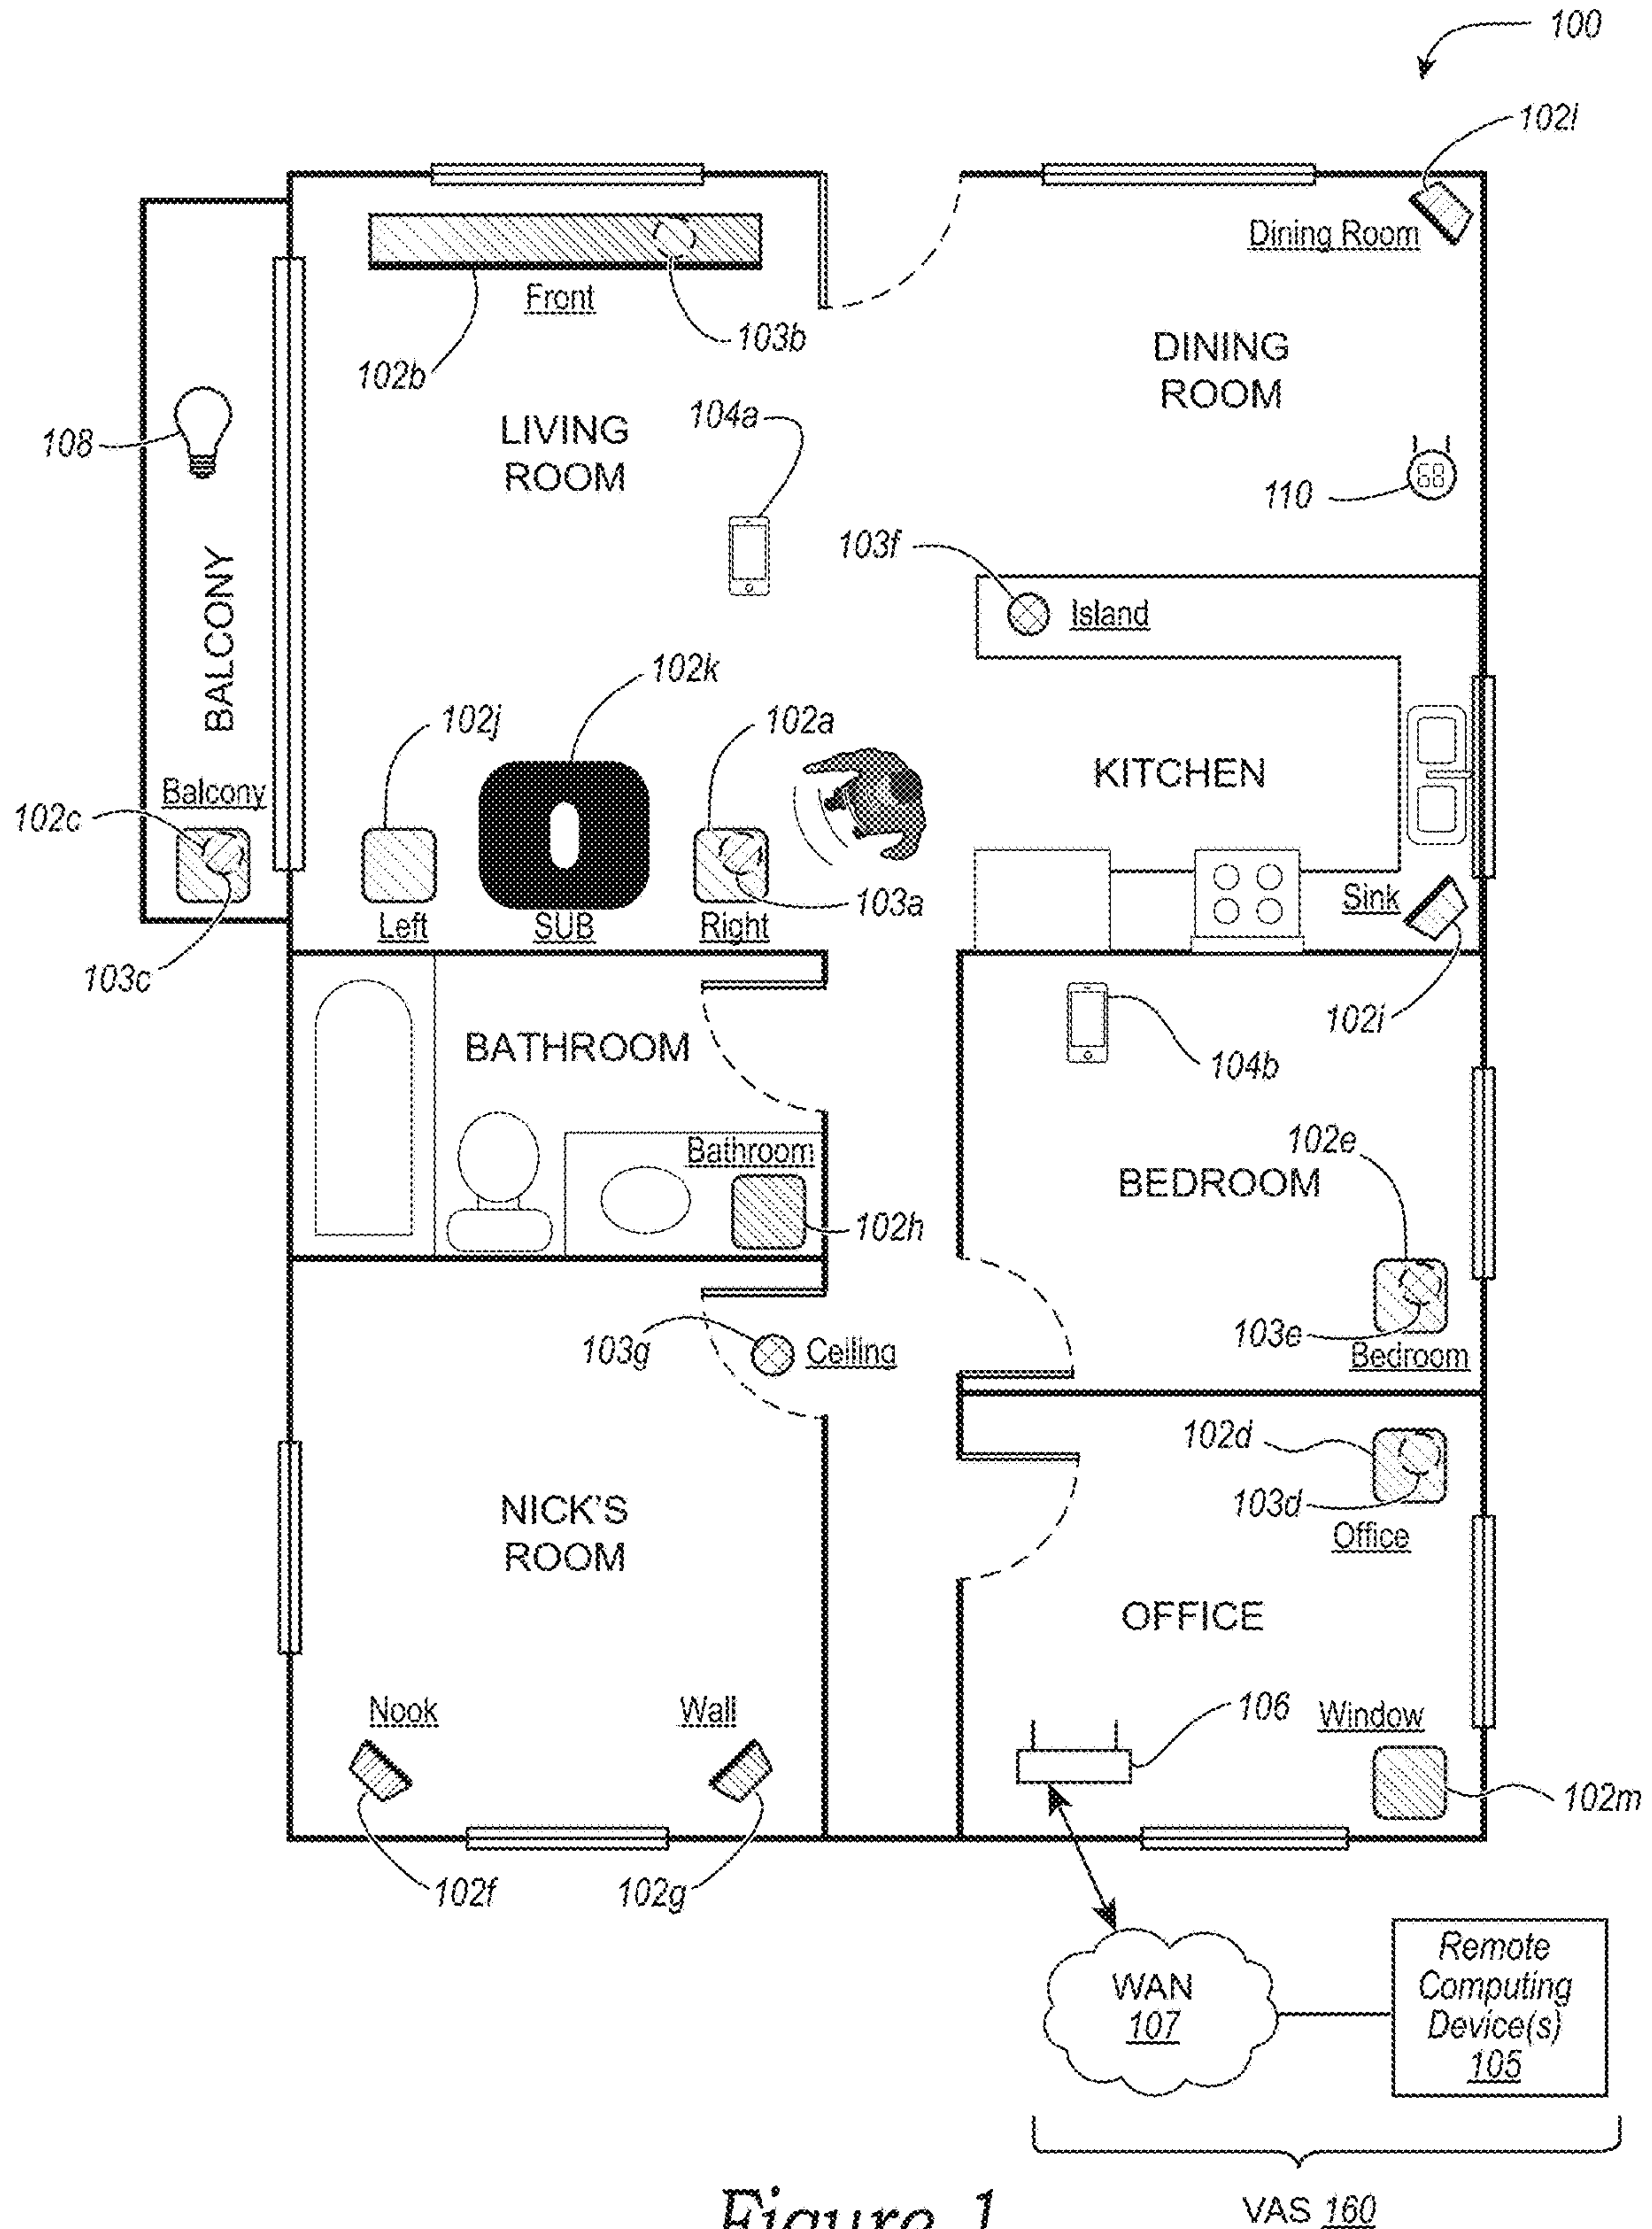 100
102l
Dining Room
Front
103b
102b
DINING
ROOM
104a
LIVING
ROOM
108
110
103f
Island
BALCONY
102k
102j
102a
KITCHEN
Balcony
102c
Sink
103a
Left
SUB
Right
103c
102i
BATHROOM
104b
102e
Bathroom
BEDROOM
102h
103e
103g
Ceiling
Bedroom
102d
103d
NICK'S
ROOM
Office
OFFICE
Nook
Wall
106
Window
102m
102f
102g
Remote
Computing
Device(s)
105
WAN
107
VAS 160
Figure 1